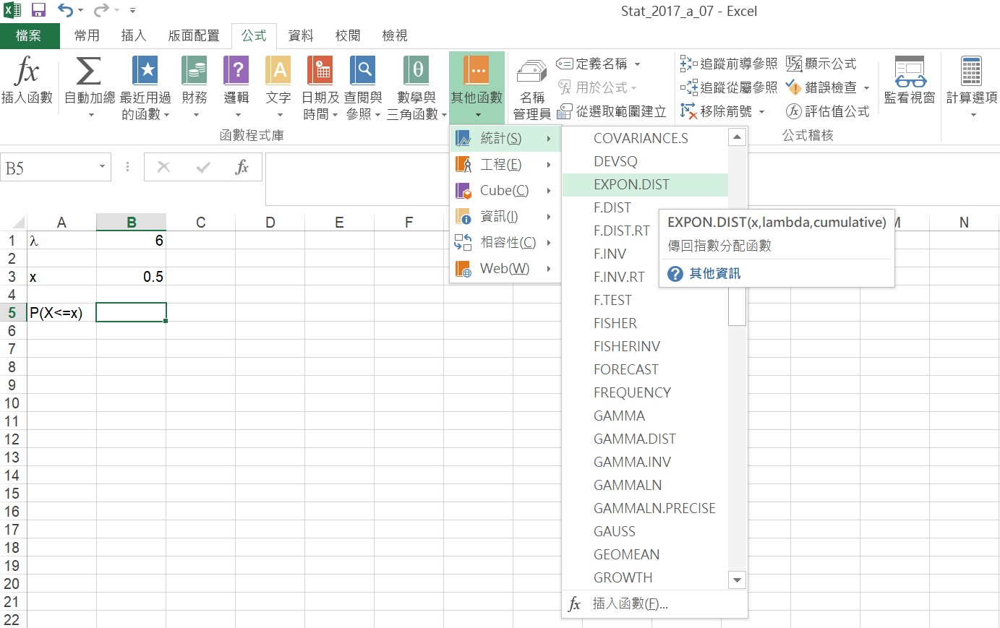 Stat_2017_a_07 - Excel
檔案 常用 插入 版面配置 公式 資料 校閱 檢視
fx 插入函數
Σ 自動加總
最近用過的函數
財務
? 邏輯
A 文字
日期及時間
查閱與參照
θ 數學與三角函數
其他函數
函數程式庫
名稱管理員
定義名稱
用於公式
從選取範圍建立
追蹤前導參照
追蹤從屬參照
移除箭號
顯示公式
錯誤檢查
fx 評估值公式
公式稽核
監看視窗
計算選項
B5
fx
統計(S)
工程(E)
Cube(C)
資訊(I)
相容性(C)
Web(W)
COVARIANCE.S
DEVSQ
EXPON.DIST
F.DIST
F.DIST.RT
F.INV
F.INV.RT
F.TEST
FISHER
FISHERINV
FORECAST
FREQUENCY
GAMMA
GAMMA.DIST
GAMMA.INV
GAMMALN
GAMMALN.PRECISE
GAUSS
GEOMEAN
GROWTH
fx 插入函數(F)...
EXPON.DIST(x,lambda,cumulative)
傳回指數分配函數
? 其他資訊
A B C D E F M N
1 λ 6
2
3 x 0.5
4
5 P(X<=x)
6
7
8
9
10
11
12
13
14
15
16
17
18
19
20
21
22